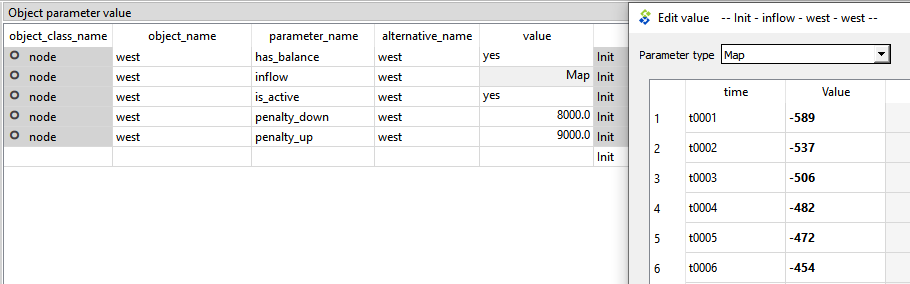 Object parameter value
object_class_name object_name parameter_name alternative_name value
node west has_balance west yes Init
node west inflow west Map Init
node west is_active west yes Init
node west penalty_down west 8000.0 Init
node west penalty_up west 9000.0 Init
Init
Edit value -- Init - inflow - west - west --
Parameter type Map
time Value
1 t0001 -589
2 t0002 -537
3 t0003 -506
4 t0004 -482
5 t0005 -472
6 t0006 -454